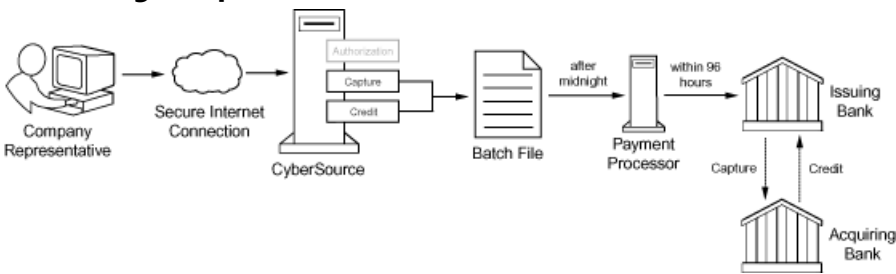 Authorization
Capture
Credit
after
midnight
within 96
hours
Company
Representative
Secure Internet
Connection
CyberSource
Batch File
Payment
Processor
Issuing
Bank
Capture
Credit
Acquiring
Bank